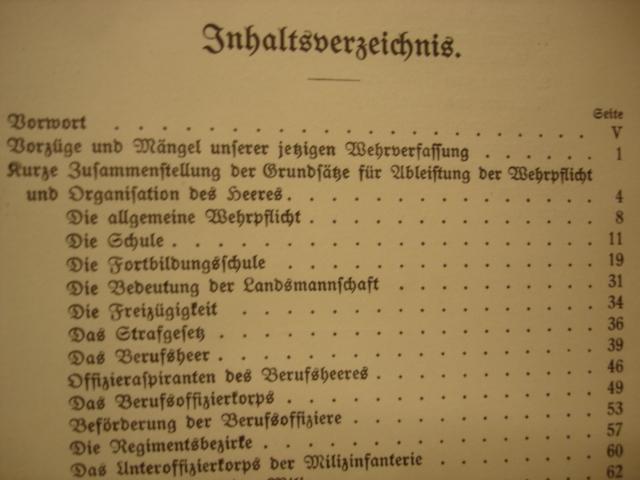 Inhaltsverzeichnis.
Seite
Vorwort . . . . . . . . . . . . . . . . . . . . . . V
Vorzüge und Mängel unserer jetzigen Wehrverfassung . . . . . . 1
Kurze Zusammenstellung der Grundsätze für Ableistung der Wehrpflicht
und Organisation des Heeres . . . . . . . . . . . . . . 4
Die allgemeine Wehrpflicht . . . . . . . . . . . . . . 8
Die Schule . . . . . . . . . . . . . . . . . . . 11
Die Fortbildungsschule . . . . . . . . . . . . . . . 19
Die Bedeutung der Landsmannschaft . . . . . . . . . . 31
Die Freizügigkeit . . . . . . . . . . . . . . . . . 34
Das Strafgesetz . . . . . . . . . . . . . . . . . 36
Das Berufsheer . . . . . . . . . . . . . . . . . 39
Offizieraspiranten des Berufsheeres . . . . . . . . . . . 46
Das Berufsoffizierkorps . . . . . . . . . . . . . . . 49
Beförderung der Berufsoffiziere . . . . . . . . . . . . 53
Die Regimentsbezirke . . . . . . . . . . . . . . . 57
Das Unteroffizierkorps der Milizinfanterie . . . . . . . . 60
62